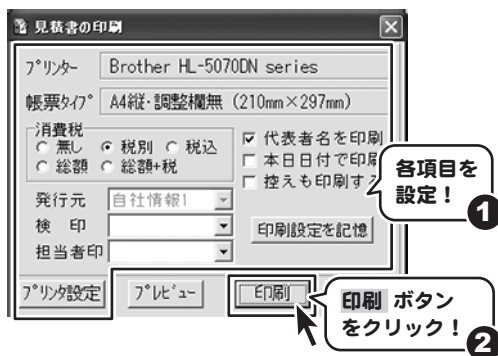 見積書の印刷
プリンター Brother HL-5070DN series
帳票タイプ A4縦･調整欄無 (210mm×297mm)
消費税
無し 税別 税込
総額 総額+税
代表者名を印刷
本日日付で印刷
控えも印刷する
発行元 自社情報1
検 印
担当者印
印刷設定を記憶
各項目を
設定！
1
プリンタ設定 プレビュー 印刷
印刷 ボタン
をクリック！
2